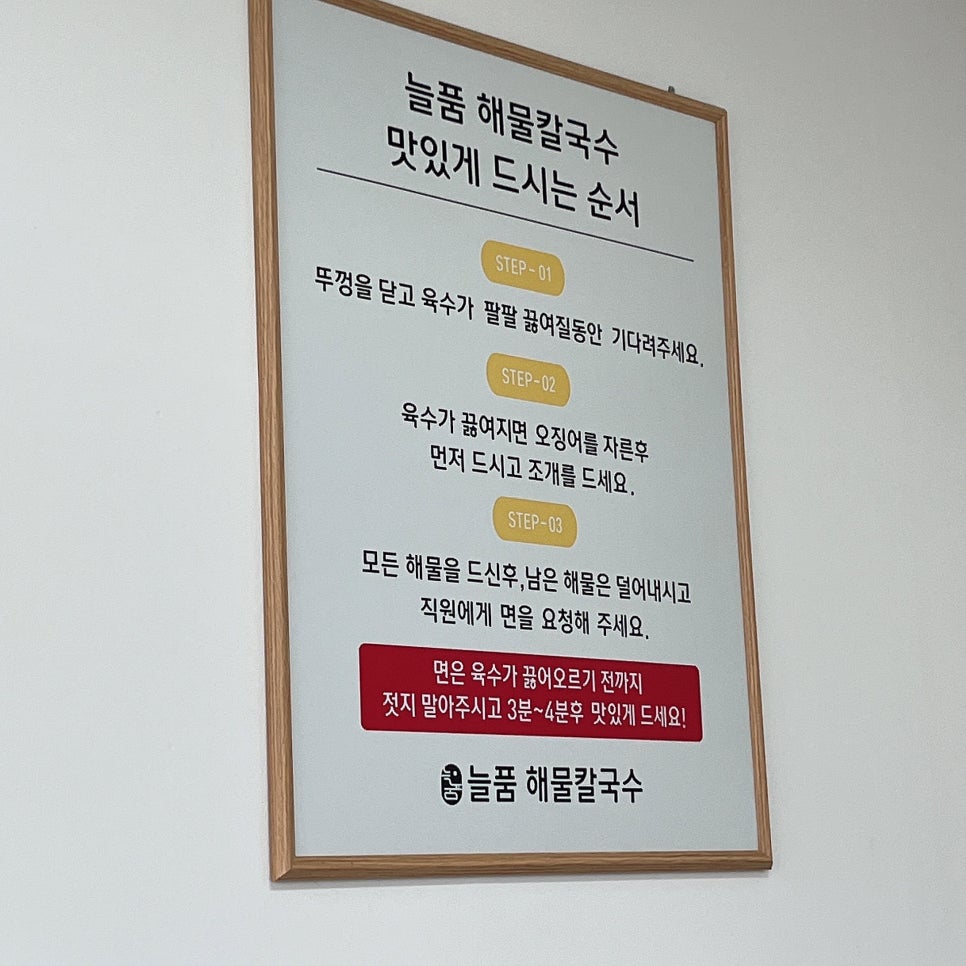 늘품 해물칼국수
맛있게 드시는 순서
STEP-01
뚜껑을 닫고 육수가 팔팔 끓여질동안 기다려주세요.
STEP-02
육수가 끓여지면 오징어를 자른후
먼저 드시고 조개를 드세요.
STEP-03
모든 해물을 드신후,남은 해물은 덜어내시고
직원에게 면을 요청해 주세요.
면은 육수가 끓어오르기 전까지
젓지 말아주시고 3분~4분후 맛있게 드세요!
늘품 늘품 해물칼국수